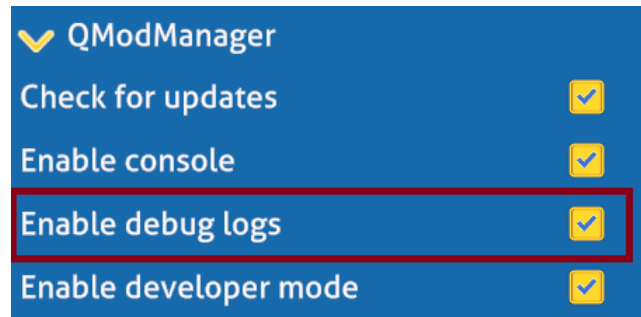 QModManager
Check for updates
Enable console
Enable debug logs
Enable developer mode